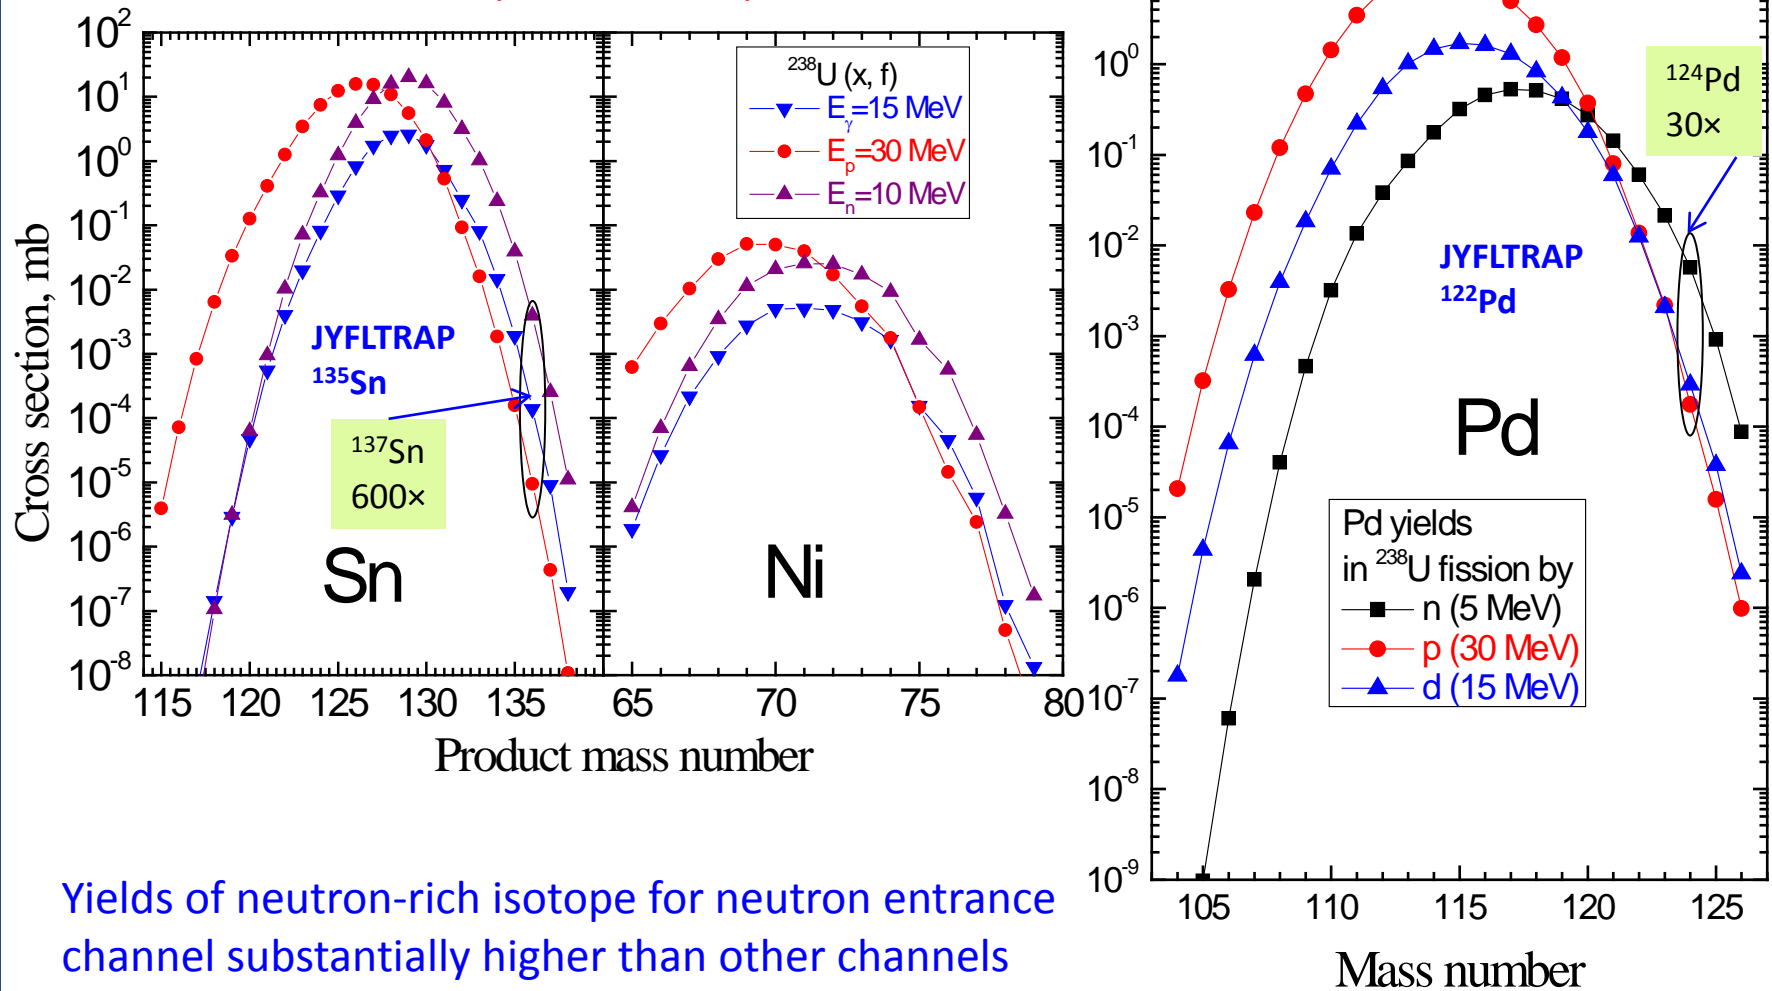 10²
10¹
10⁰
10⁻¹
10⁻²
10⁻³
10⁻⁴
10⁻⁵
10⁻⁶
10⁻⁷
10⁻⁸
Cross section, mb
115 120 125 130 135 65 70 75 80
Product mass number
JYFLTRAP
¹³⁵Sn
¹³⁷Sn
600×
Sn
²³⁸U (x, f)
Eγ=15 MeV
Eₚ=30 MeV
Eₙ=10 MeV
Ni
10⁰
10⁻¹
10⁻²
10⁻³
10⁻⁴
10⁻⁵
10⁻⁶
10⁻⁷
10⁻⁸
10⁻⁹
¹²⁴Pd
30×
JYFLTRAP
¹²²Pd
Pd
Pd yields
in ²³⁸U fission by
n (5 MeV)
p (30 MeV)
d (15 MeV)
105 110 115 120 125
Mass number
Yields of neutron-rich isotope for neutron entrance
channel substantially higher than other channels